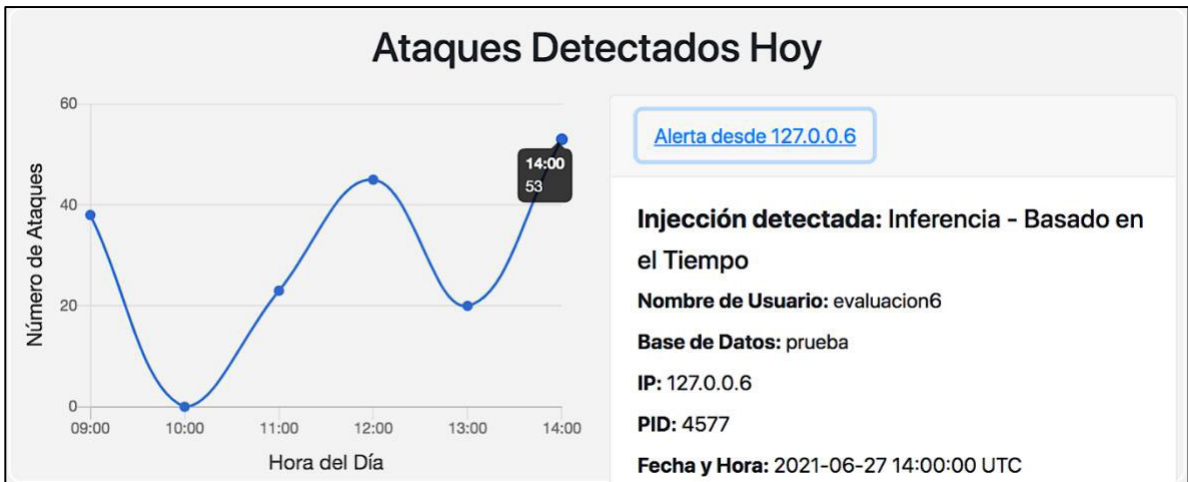 Ataques Detectados Hoy
Número de Ataques
60
40
20
0
09:00
10:00
11:00
12:00
13:00
14:00
Hora del Día
14:00
53
Alerta desde 127.0.0.6
Injección detectada: Inferencia - Basado en
el Tiempo
Nombre de Usuario: evaluacion6
Base de Datos: prueba
IP: 127.0.0.6
PID: 4577
Fecha y Hora: 2021-06-27 14:00:00 UTC